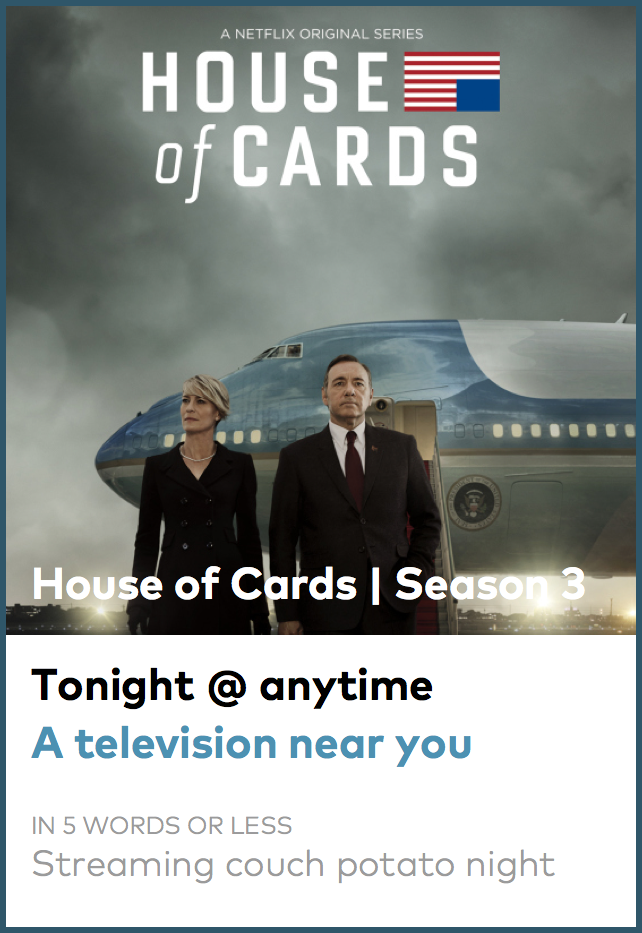 A NETFLIX ORIGINAL SERIES
HOUSE
of CARDS
House of Cards | Season 3
Tonight @ anytime
A television near you
IN 5 WORDS OR LESS
Streaming couch potato night